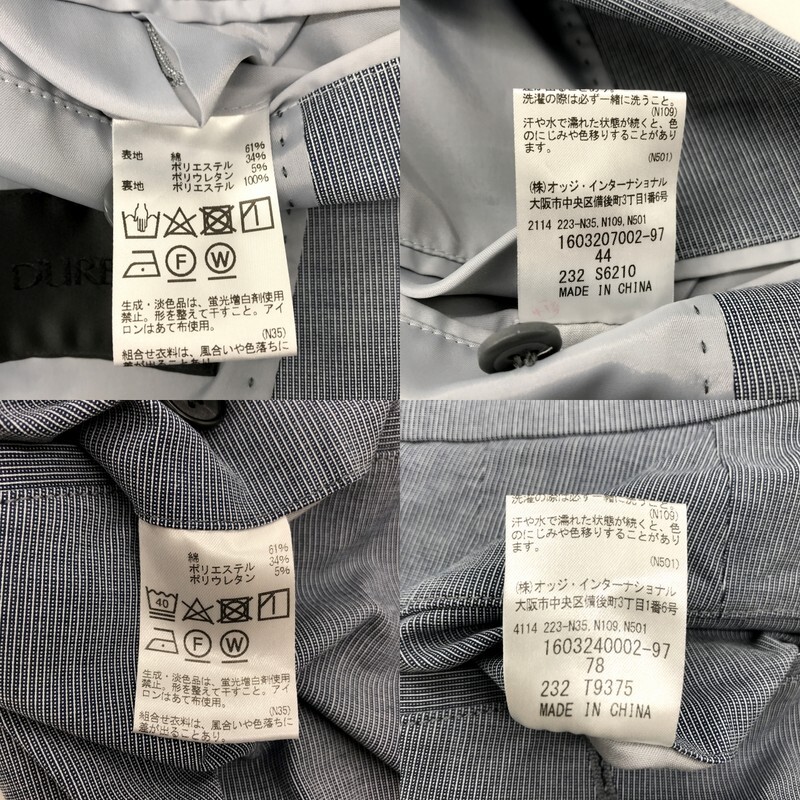 表地 綿 61%
ポリエステル 34%
ポリウレタン 5%
裏地 ポリエステル 100%
F W
生成・淡色品は、蛍光増白剤使用
禁止。形を整えて干すこと。アイ
ロンはあて布使用。
(N35)
組合せ衣料は、風合いや色落ちに
差が出ることあり。
DURB
洗濯の際は必ず一緒に洗うこと。
(N109)
汗や水で濡れた状態が続くと、色
のにじみや色移りすることがあり
ます。
(N501)
(株)オッジ・インターナショナル
大阪市中央区備後町3丁目1番6号
2114 223-N35,N109,N501
1603207002-97
44
232 S6210
MADE IN CHINA
綿 61%
ポリエステル 34%
ポリウレタン 5%
40
F W
生成・淡色品は、蛍光増白剤使用
禁止。形を整えて干すこと。アイ
ロンはあて布使用。
(N35)
組合せ衣料は、風合いや色落ちに
差が出ることあり。
洗濯の際は必ず一緒に洗うこと。
(N109)
汗や水で濡れた状態が続くと、色
のにじみや色移りすることがあり
ます。
(N501)
(株)オッジ・インターナショナル
大阪市中央区備後町3丁目1番6号
4114 223-N35,N109,N501
1603240002-97
78
232 T9375
MADE IN CHINA